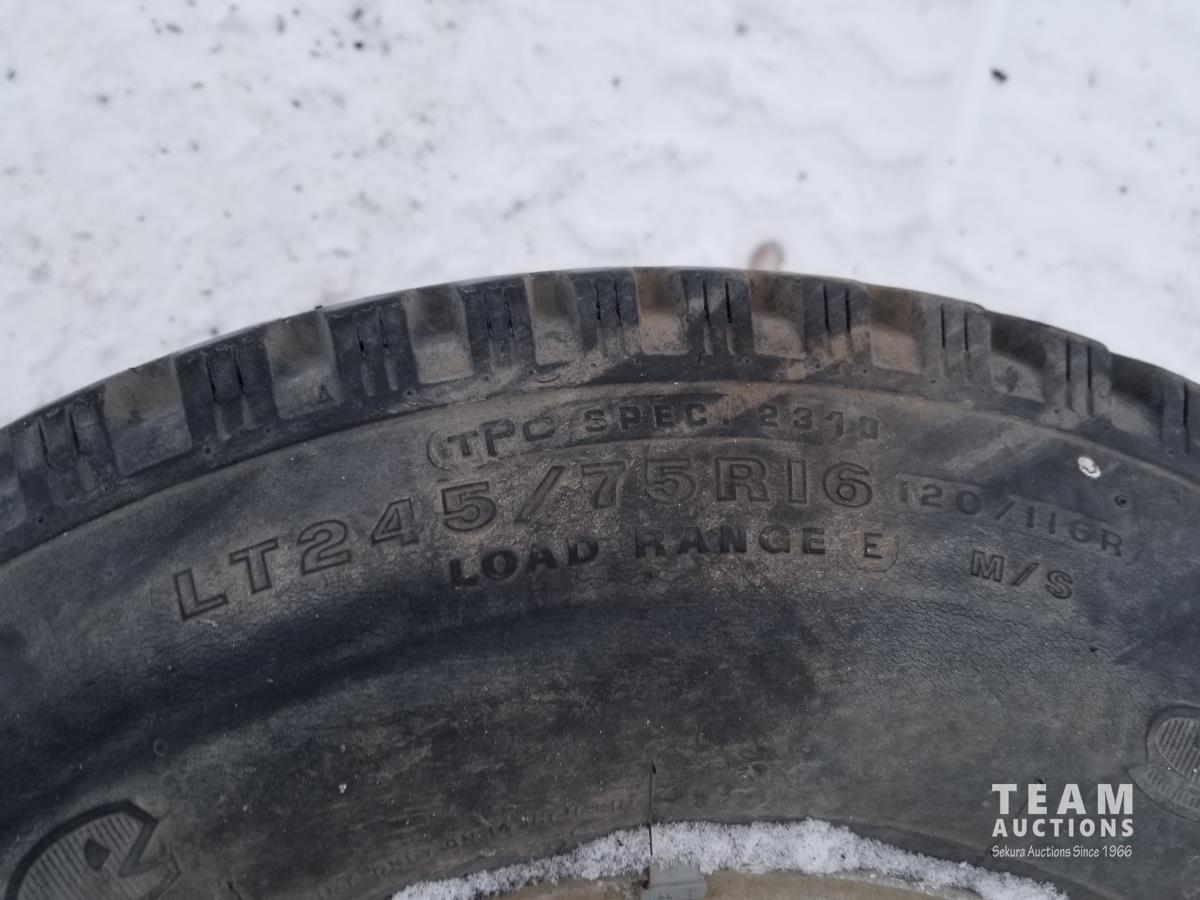 TPC SPEC. 2310
LT245/75R16 120/116R
LOAD RANGE E M/S
TEAM
AUCTIONS
Sekura Auctions Since 1966